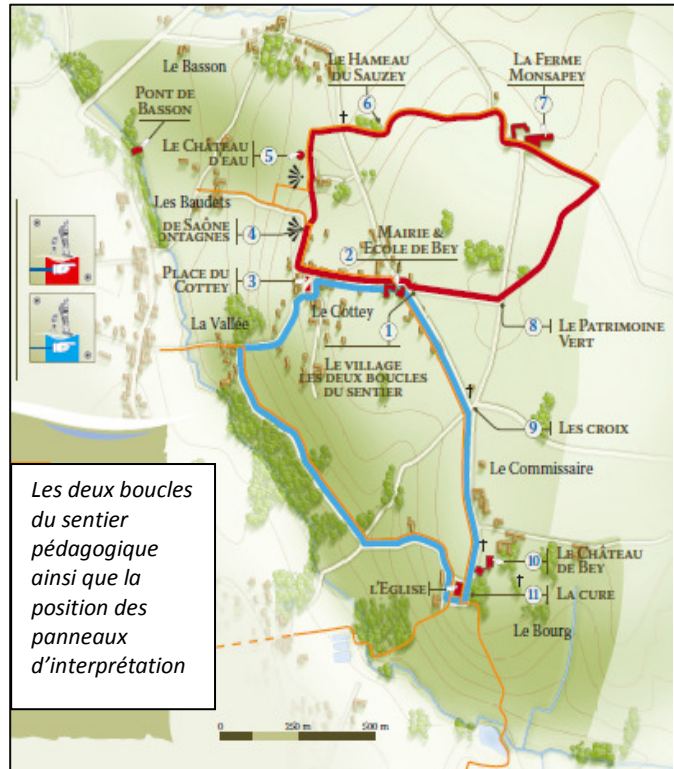 Le Basson
PONT DE
BASSON
LE HAMEAU
DU SAUZEY
6
LA FERME
MONSAPEY
7
LE CHÂTEAU
D'EAU
5
Les Baudets
DE SAÔNE
ONTAGNES
4
2
MAIRIE &
ECOLE DE BEY
PLACE DU
COTTEY
3
La Vallée
Le Cottey
1
LE VILLAGE
LES DEUX BOUCLES
DU SENTIER
8
LE PATRIMOINE
VERT
9
LES CROIX
Le Commissaire
10
LE CHÂTEAU
DE BEY
L'EGLISE
11
LA CURE
Le Bourg
Les deux boucles
du sentier
pédagogique
ainsi que la
position des
panneaux
d'interprétation
0
250 m
500 m